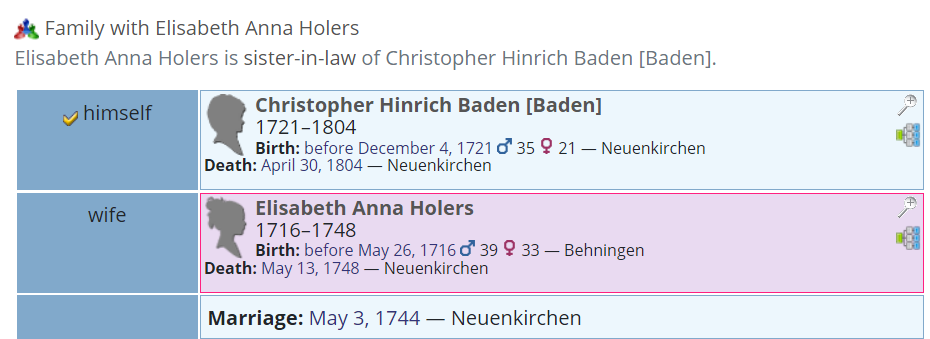 Family with Elisabeth Anna Holers
Elisabeth Anna Holers is sister-in-law of Christopher Hinrich Baden [Baden].
himself
Christopher Hinrich Baden [Baden]
1721–1804
Birth: before December 4, 1721 ♂ 35 ♀ 21 — Neuenkirchen
Death: April 30, 1804 — Neuenkirchen
wife
Elisabeth Anna Holers
1716–1748
Birth: before May 26, 1716 ♂ 39 ♀ 33 — Behningen
Death: May 13, 1748 — Neuenkirchen
Marriage: May 3, 1744 — Neuenkirchen